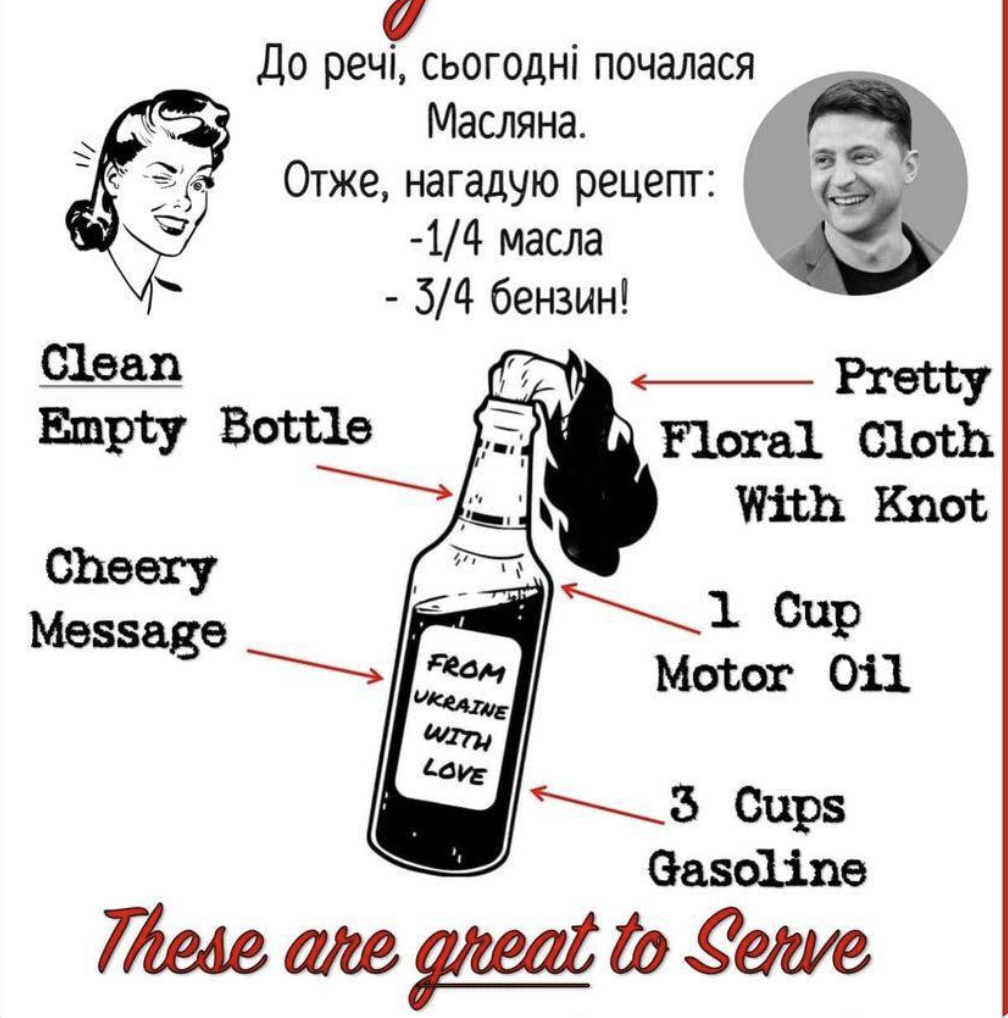 До речі, сьогодні почалася
Масляна.
Отже, нагадую рецепт:
-1/4 масла
- 3/4 бензин!
Clean
Empty Bottle
Pretty
Floral Cloth
With Knot
Cheery
Message
1 Cup
Motor Oil
FROM
UKRAINE
WITH
LOVE
3 Cups
Gasoline
These are great to Serve